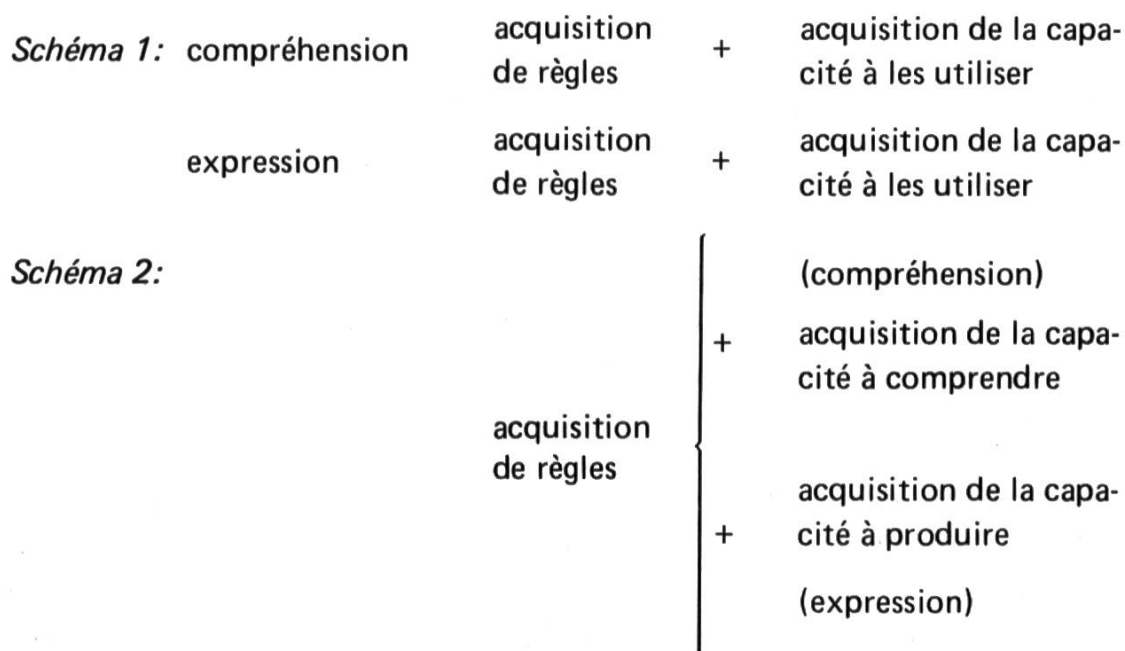 Schéma 1: compréhension acquisition de règles + acquisition de la capa-
cité à les utiliser
expression acquisition de règles + acquisition de la capa-
cité à les utiliser
Schéma 2:
(compréhension)
+ acquisition de la capa-
cité à comprendre
acquisition
de règles
acquisition de la capa-
+ cité à produire
(expression)